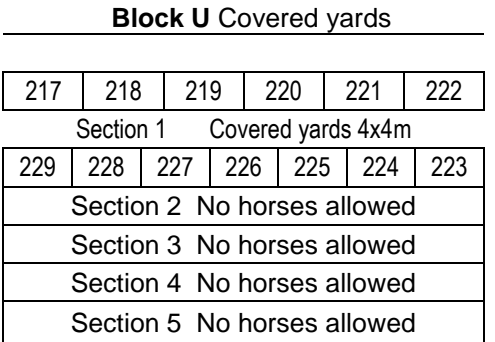 Block U Covered yards
217 218 219 220 221 222
Section 1 Covered yards 4x4m
229 228 227 226 225 224 223
Section 2 No horses allowed
Section 3 No horses allowed
Section 4 No horses allowed
Section 5 No horses allowed